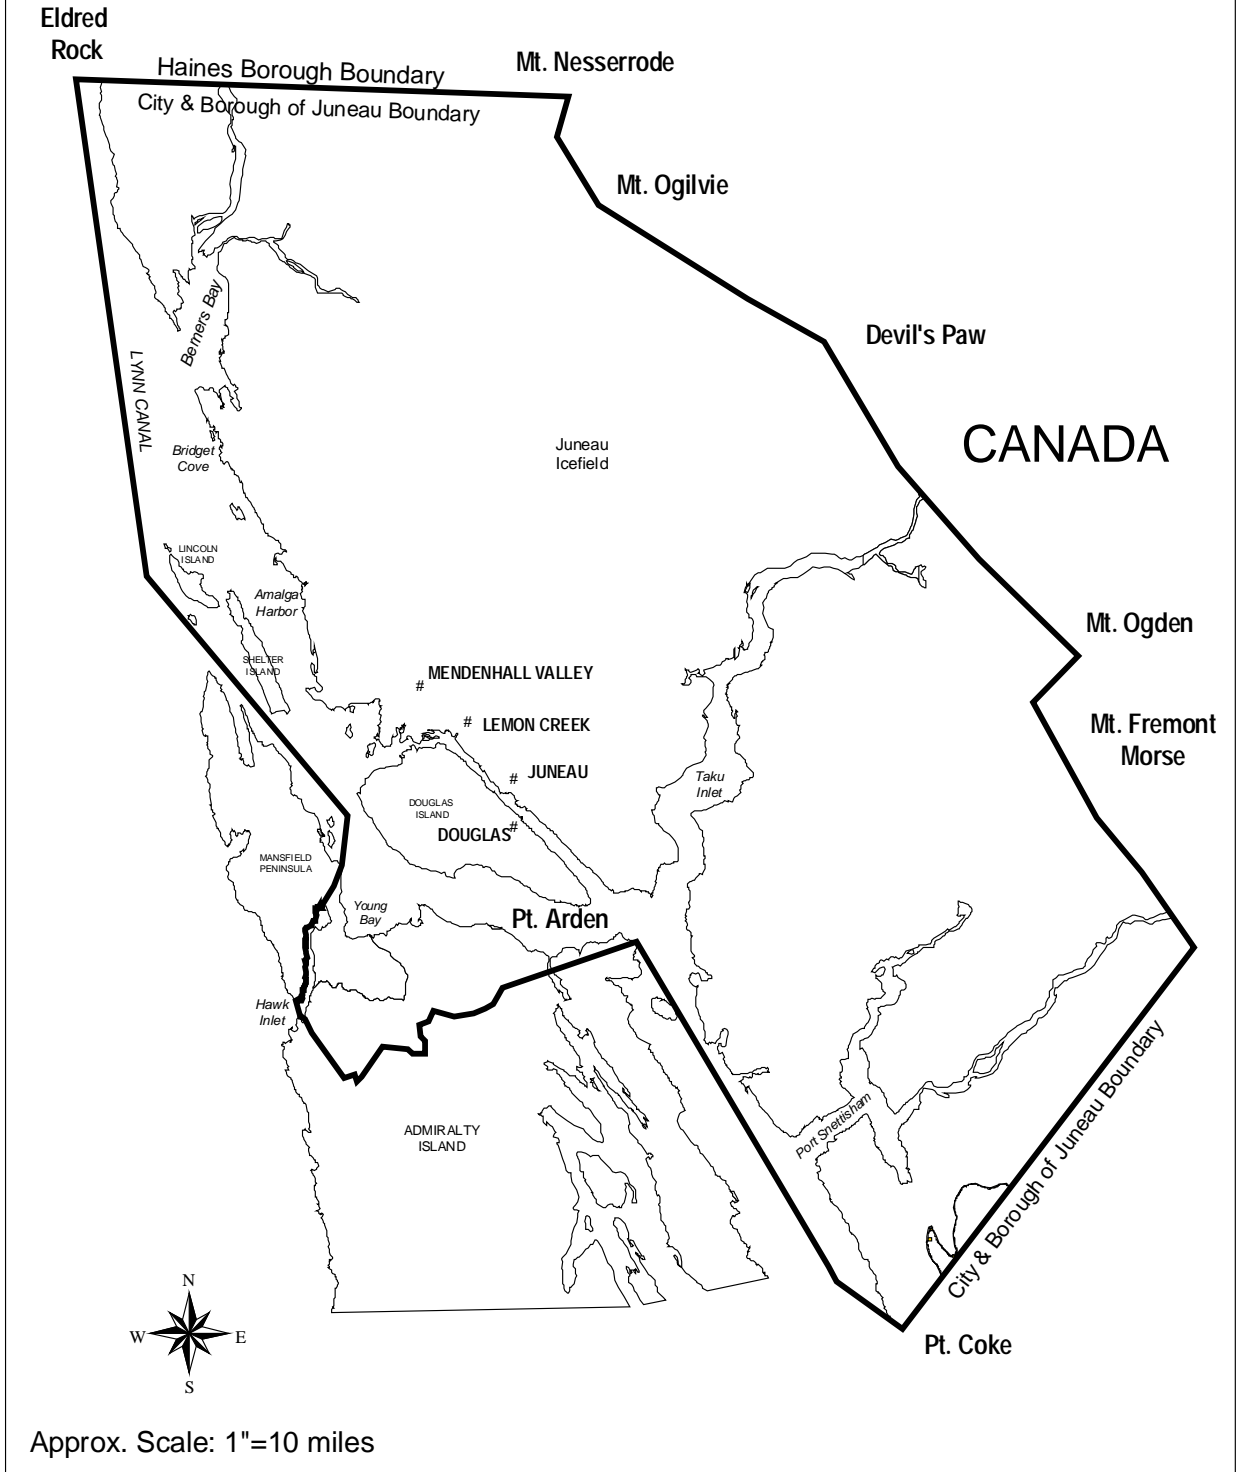 Eldred
Rock
Mt. Nesserrode
Haines Borough Boundary
City & Borough of Juneau Boundary
Mt. Ogilvie
Berners Bay
Devil's Paw
LYNN CANAL
CANADA
Bridget
Cove
Juneau
Icefield
LINCOLN
ISLAND
Amalga
Harbor
Mt. Ogden
SHELTER
ISLAND
MENDENHALL VALLEY
#
LEMON CREEK
#
Mt. Fremont
Morse
JUNEAU
#
Taku
Inlet
DOUGLAS
ISLAND
DOUGLAS
#
MANSFIELD
PENINSULA
Young
Bay
Pt. Arden
Hawk
Inlet
Port Snettisham
City & Borough of Juneau Boundary
ADMIRALTY
ISLAND
N
W
E
S
Pt. Coke
Approx. Scale: 1"=10 miles